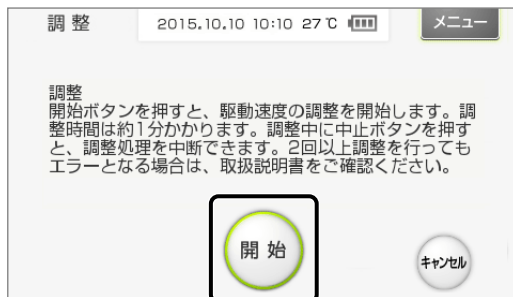 調整 2015.10.10 10:10 27℃ メニュー
調整
開始ボタンを押すと、駆動速度の調整を開始します。調
整時間は約1分かかります。調整中に中止ボタンを押す
と、調整処理を中断できます。2回以上調整を行っても
エラーとなる場合は、取扱説明書をご確認ください。
開始 キャンセル